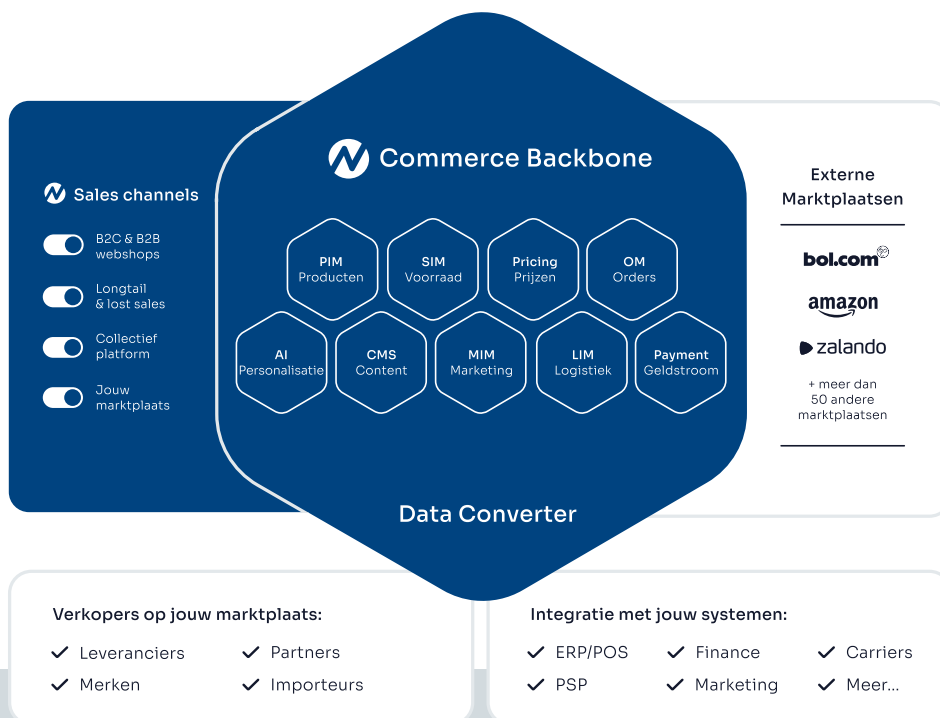 Commerce Backbone
Sales channels
B2C & B2B
webshops
Longtail
& lost sales
Collectief
platform
Jouw
marktplaats
PIM
Producten
SIM
Voorraad
Pricing
Prijzen
OM
Orders
AI
Personalisatie
CMS
Content
MIM
Marketing
LIM
Logistiek
Payment
Geldstroom
Data Converter
Externe
Marktplaatsen
bol.com
amazon
zalando
+ meer dan
50 andere
marktplaatsen
Verkopers op jouw marktplaats:
Leveranciers
Partners
Merken
Importeurs
Integratie met jouw systemen:
ERP/POS
Finance
Carriers
PSP
Marketing
Meer...